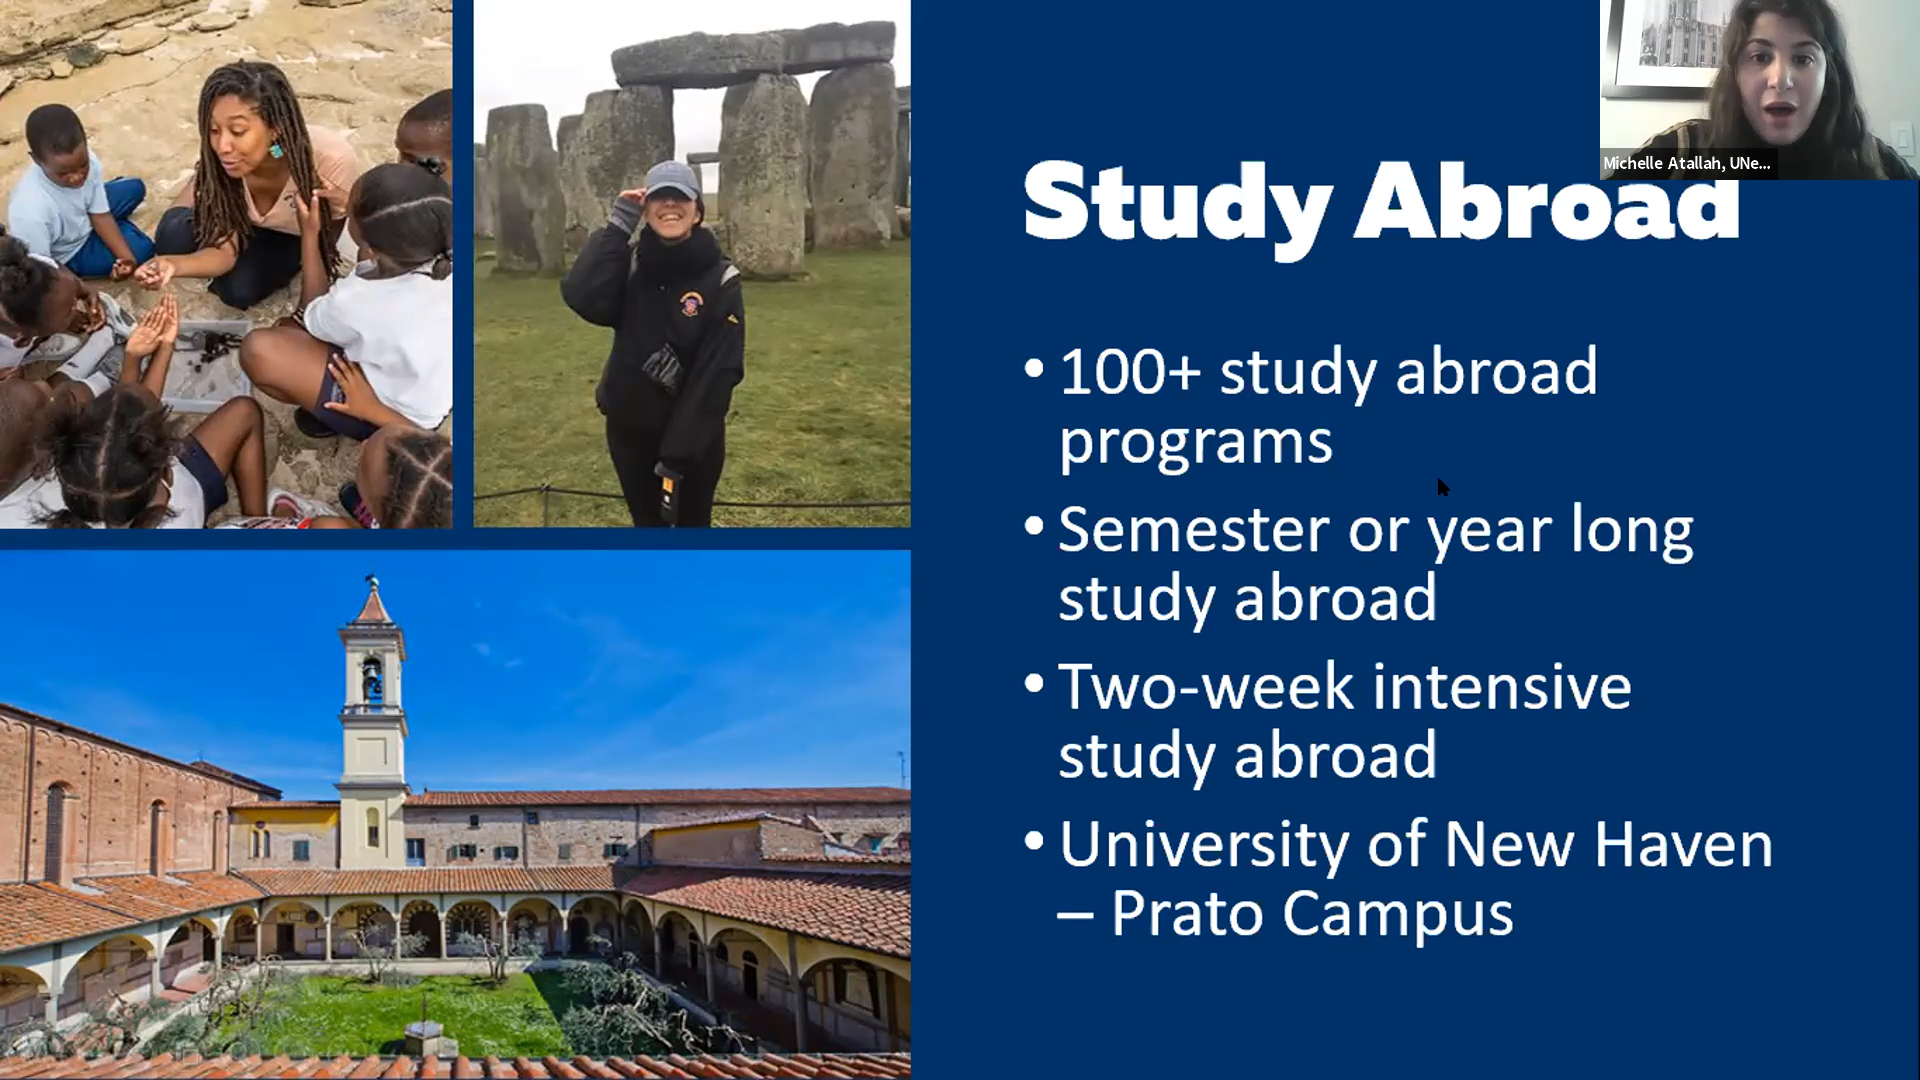 Michelle Atallah, UNe...
Study Abroad
• 100+ study abroad
programs
• Semester or year long
study abroad
• Two-week intensive
study abroad
• University of New Haven
– Prato Campus